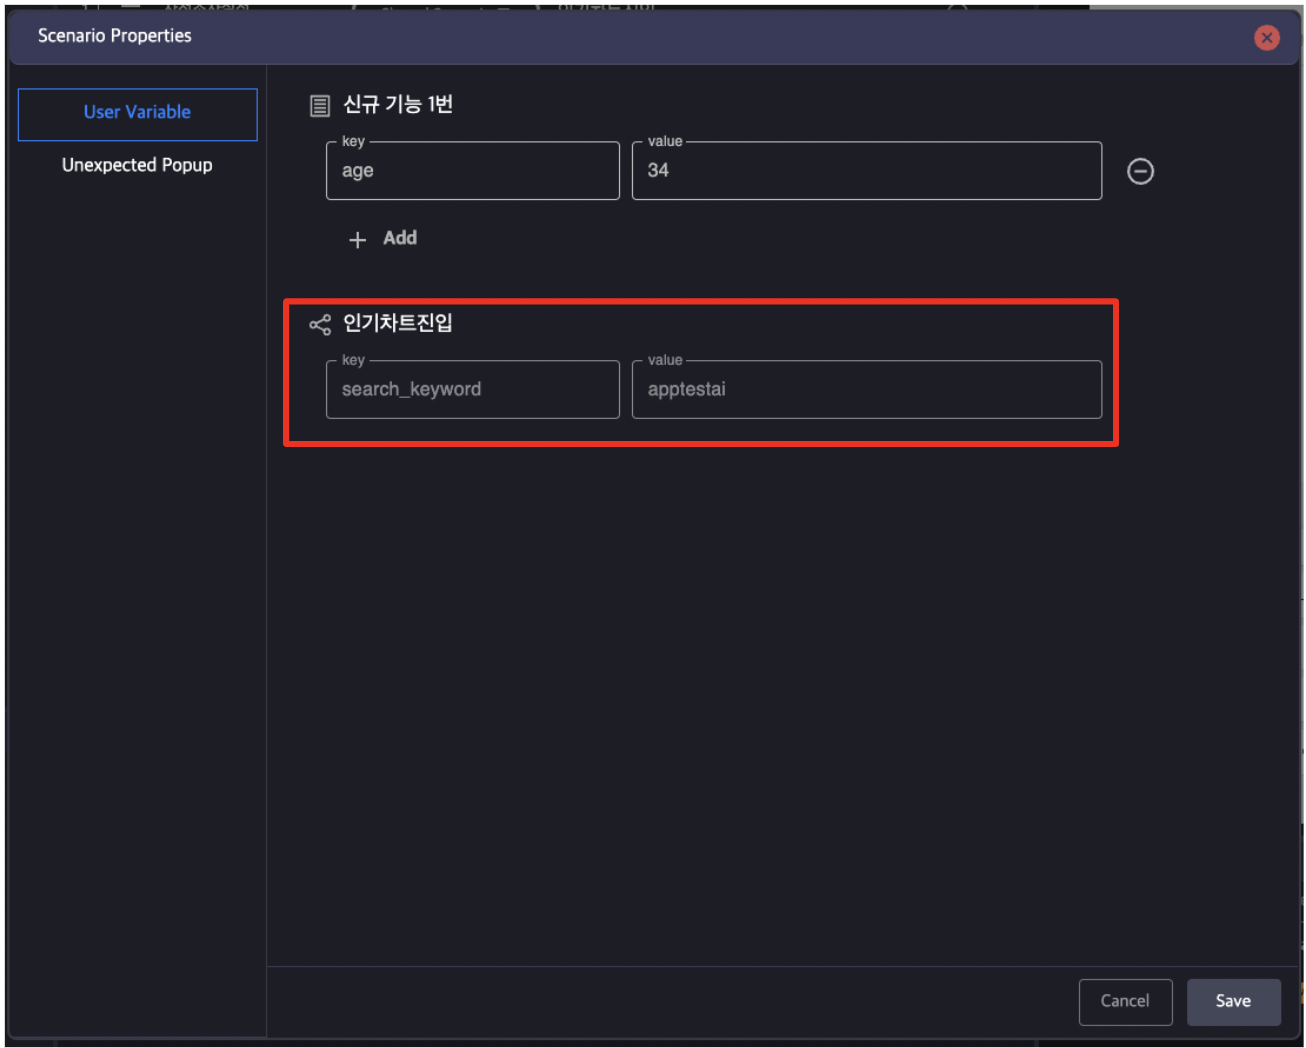 Scenario Properties
User Variable
Unexpected Popup
신규 기능 1번
key
value
age
34
Add
인기차트진입
key
value
search_keyword
apptestai
Cancel
Save